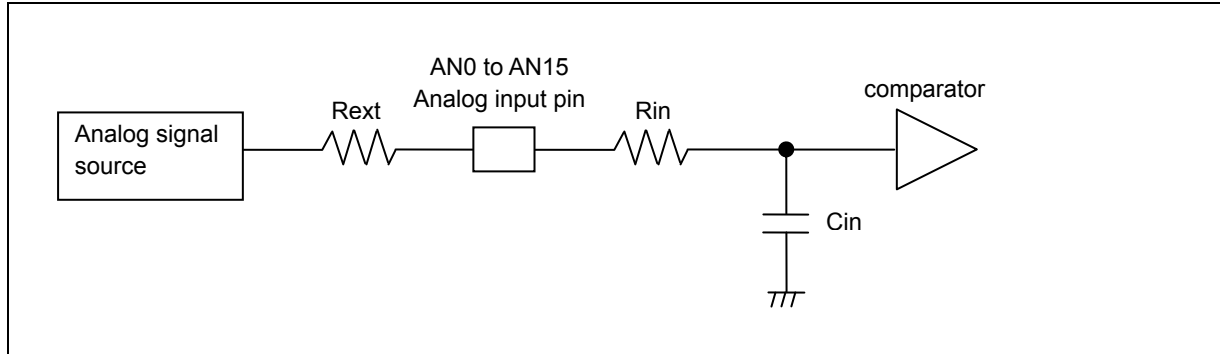 AN0 to AN15
Analog input pin
comparator
Rext
Rin
Analog signal
source
Cin